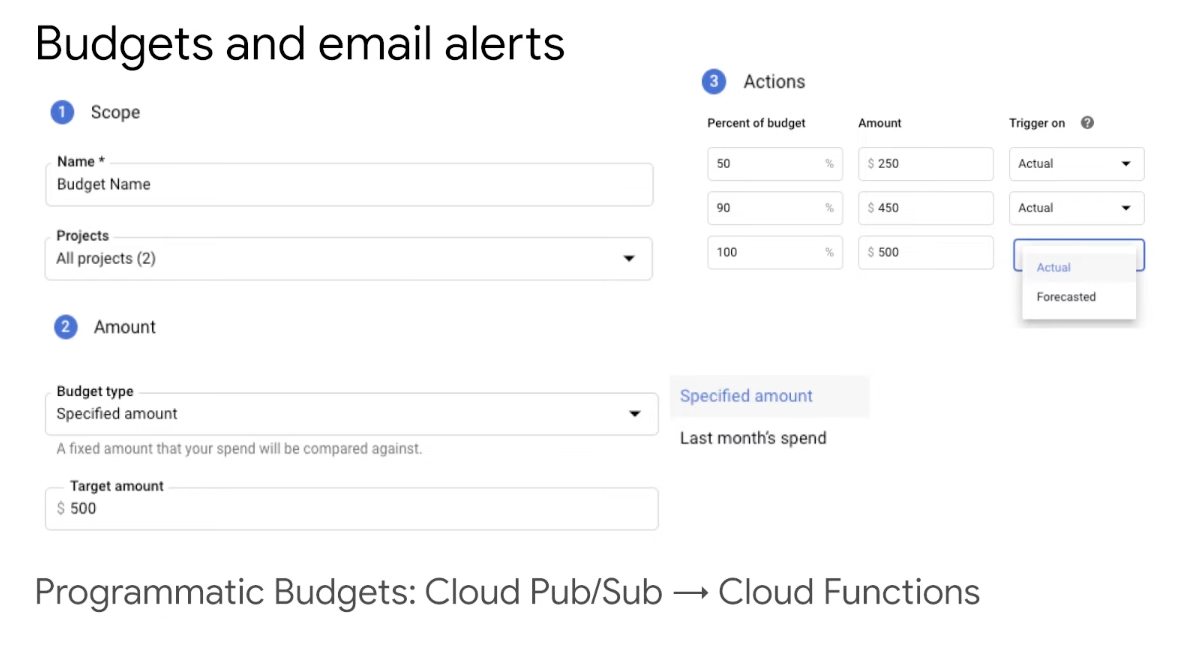 Budgets and email alerts
1 Scope
Name *
Budget Name
Projects
All projects (2)
2 Amount
Budget type
Specified amount
A fixed amount that your spend will be compared against.
Target amount
$ 500
Specified amount
Last month's spend
3 Actions
Percent of budget Amount Trigger on ?
50 % $ 250 Actual
90 % $ 450 Actual
100 % $ 500
Actual
Forecasted
Programmatic Budgets: Cloud Pub/Sub → Cloud Functions